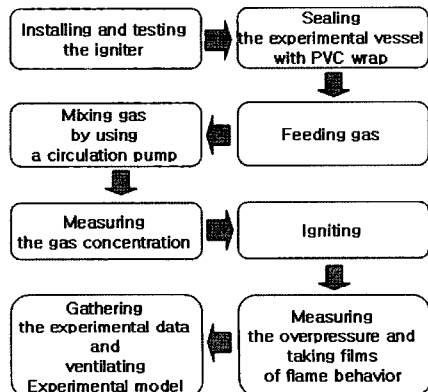 Installing and testing
the igniter
Sealing
the experimental vessel
with PVC wrap
Feeding gas
Mixing gas
by using
a circulation pump
Measuring
the gas concentration
Igniting
Measuring
the overpressure and
taking films
of flame behavior
Gathering
the experimental data
and
ventilating
Experimental model